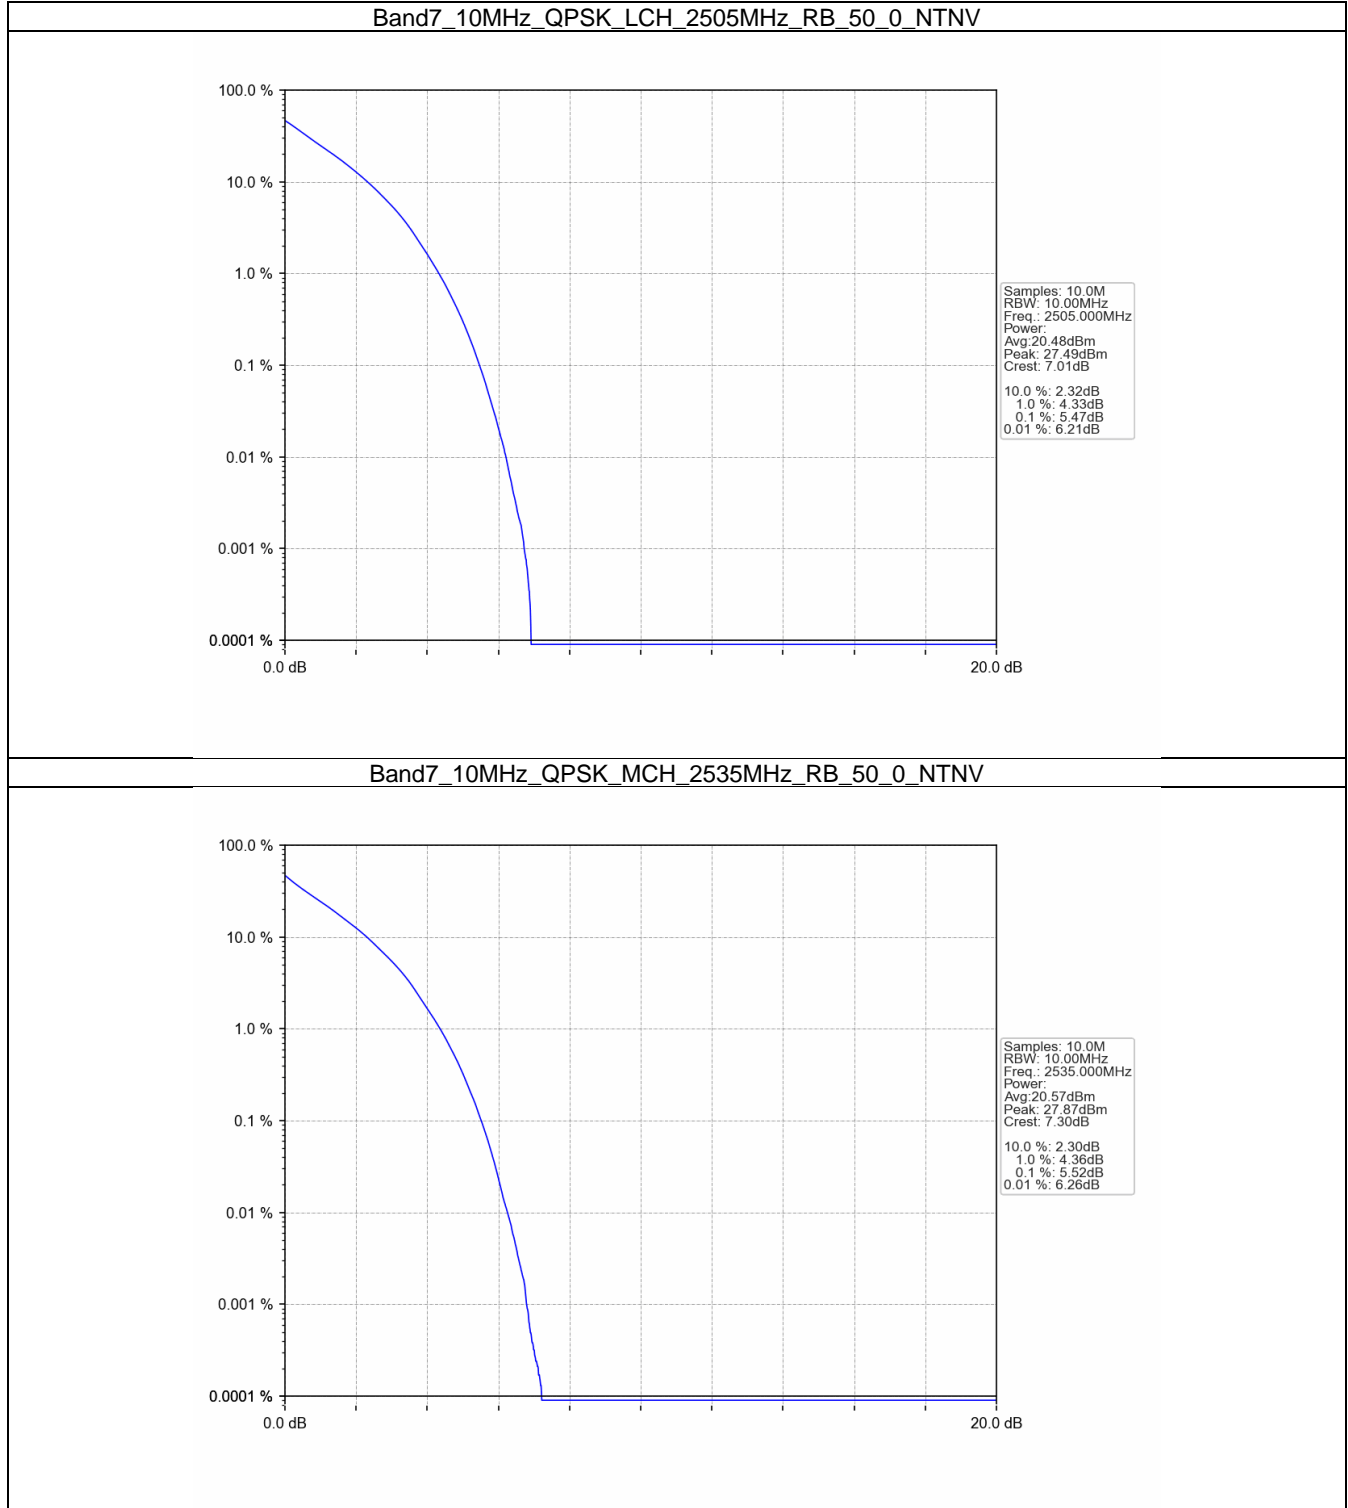 Band7_10MHz_QPSK_LCH_2505MHz_RB_50_0_NTNV
100.0 %
10.0 %
1.0 %
0.1 %
0.01 %
0.001 %
0.0001 %
0.0 dB
20.0 dB
Samples: 10.0M
RBW: 10.00MHz
Freq.: 2505.000MHz
Power:
Avg:20.48dBm
Peak: 27.49dBm
Crest: 7.01dB
10.0 %: 2.32dB
1.0 %: 4.33dB
0.1 %: 5.47dB
0.01 %: 6.21dB
Band7_10MHz_QPSK_MCH_2535MHz_RB_50_0_NTNV
100.0 %
10.0 %
1.0 %
0.1 %
0.01 %
0.001 %
0.0001 %
0.0 dB
20.0 dB
Samples: 10.0M
RBW: 10.00MHz
Freq.: 2535.000MHz
Power:
Avg:20.57dBm
Peak: 27.87dBm
Crest: 7.30dB
10.0 %: 2.30dB
1.0 %: 4.36dB
0.1 %: 5.52dB
0.01 %: 6.26dB